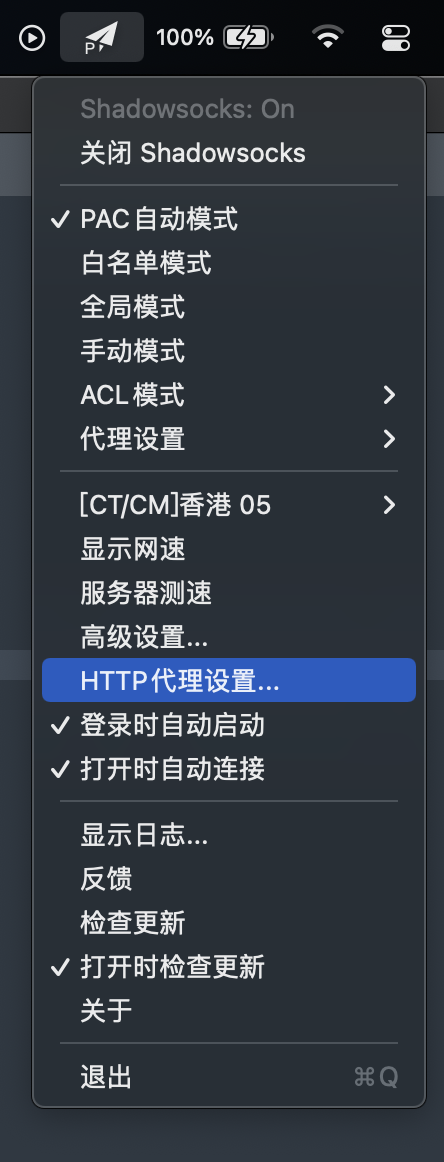 P
100%
Shadowsocks: On
关闭 Shadowsocks
PAC自动模式
白名单模式
全局模式
手动模式
ACL模式
代理设置
[CT/CM]香港 05
显示网速
服务器测速
高级设置...
HTTP代理设置...
登录时自动启动
打开时自动连接
显示日志...
反馈
检查更新
打开时检查更新
关于
退出 ⌘Q